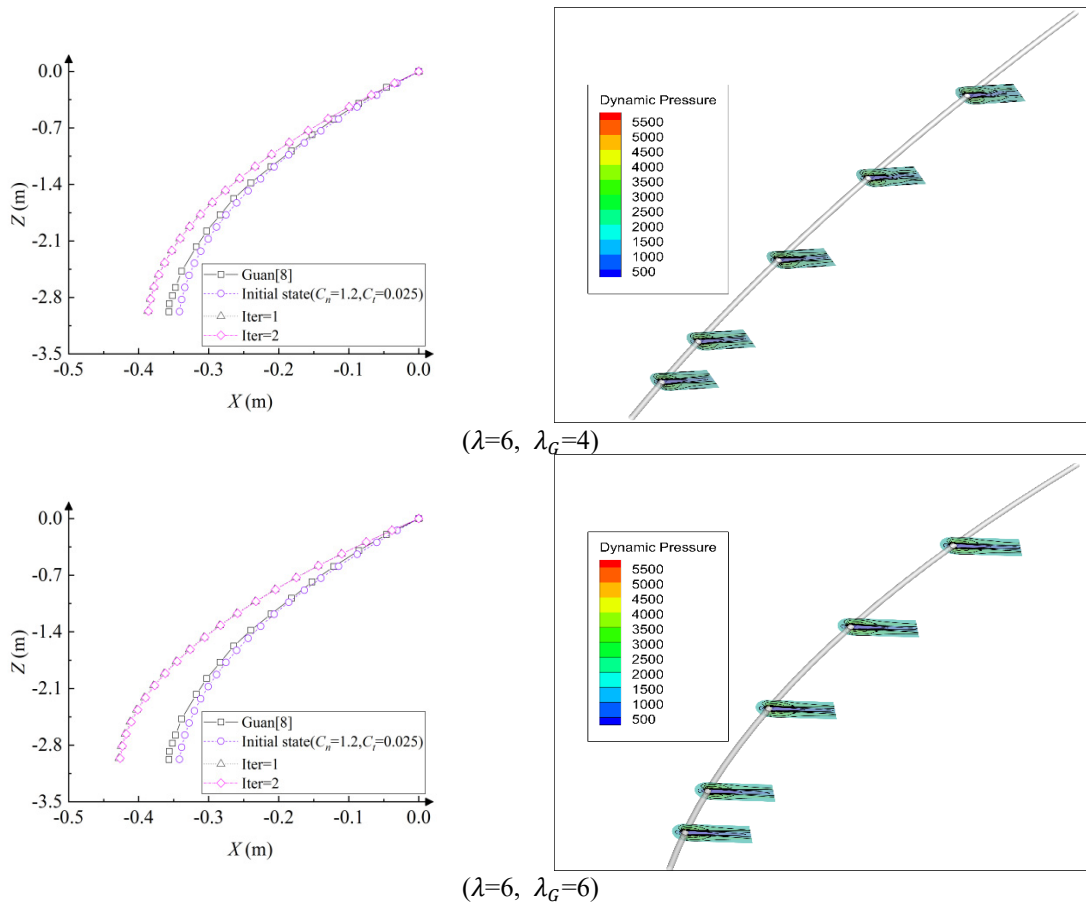 0.0
-0.7
-1.4
-2.1
-2.8
-3.5
Z (m)
Guan[8]
Initial state(Cn=1.2,Ct=0.025)
Iter=1
Iter=2
-0.5 -0.4 -0.3 -0.2 -0.1 0.0
X (m)
Dynamic Pressure
5500
5000
4500
4000
3500
3000
2500
2000
1500
1000
500
(λ=6, λG=4)
0.0
-0.7
-1.4
-2.1
-2.8
-3.5
Z (m)
Guan[8]
Initial state(Cn=1.2,Ct=0.025)
Iter=1
Iter=2
-0.5 -0.4 -0.3 -0.2 -0.1 0.0
X (m)
Dynamic Pressure
5500
5000
4500
4000
3500
3000
2500
2000
1500
1000
500
(λ=6, λG=6)